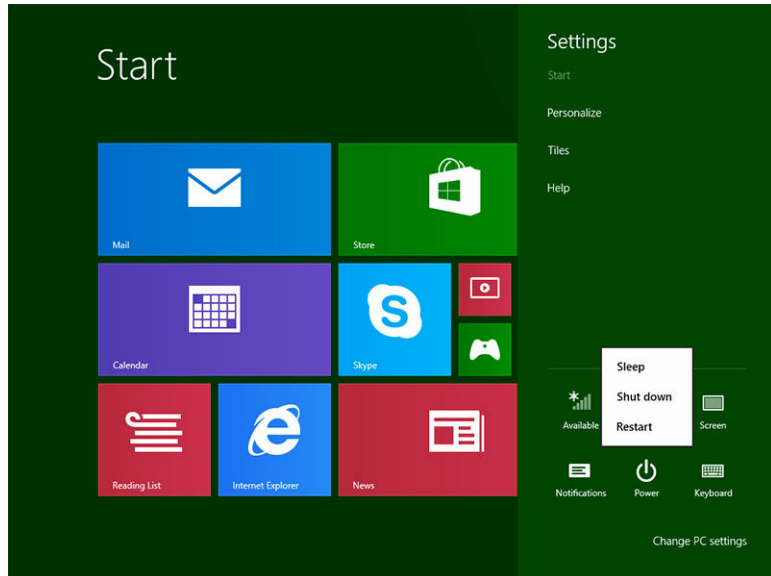 Start
Mail
Store
Calendar
Skype
S
Reading List
Internet Explorer
News
Settings
Start
Personalize
Tiles
Help
Sleep
Shut down
Restart
Available
Screen
Notifications
Power
Keyboard
Change PC settings